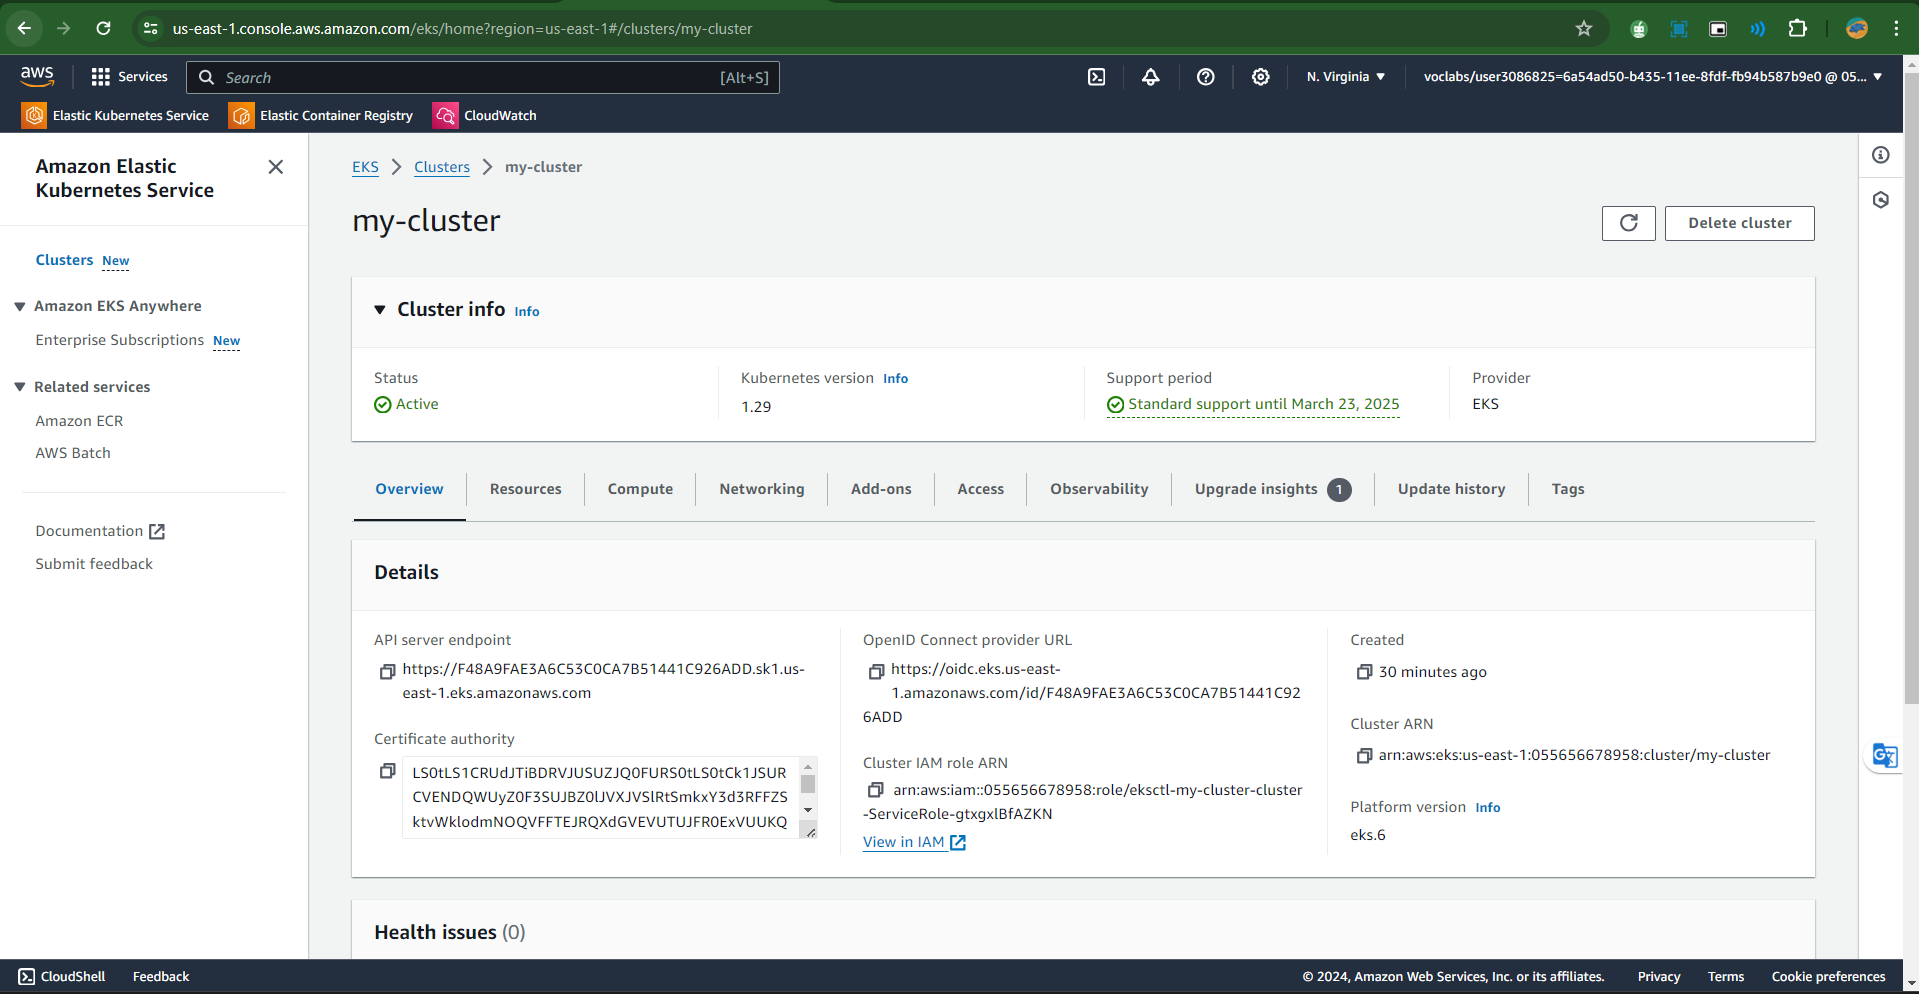 us-east-1.console.aws.amazon.com/eks/home?region=us-east-1#/clusters/my-cluster
aws
Services
Search
[Alt+S]
N. Virginia
voclabs/user3086825=6a54ad50-b435-11ee-8fdf-fb94b587b9e0 @ 05...
Elastic Kubernetes Service
Elastic Container Registry
CloudWatch
Amazon Elastic
Kubernetes Service
Clusters New
Amazon EKS Anywhere
Enterprise Subscriptions New
Related services
Amazon ECR
AWS Batch
Documentation
Submit feedback
EKS
Clusters
my-cluster
my-cluster
Delete cluster
Cluster info Info
Status
Active
Kubernetes version Info
1.29
Support period
Standard support until March 23, 2025
Provider
EKS
Overview
Resources
Compute
Networking
Add-ons
Access
Observability
Upgrade insights 1
Update history
Tags
Details
API server endpoint
https://F48A9FAE3A6C53C0CA7B51441C926ADD.sk1.us-
east-1.eks.amazonaws.com
Certificate authority
LS0tLS1CRUdJTiBDRVJUSUZJQ0FURS0tLS0tCk1JSUR
CVENDQWUyZ0F3SUJBZ0lJVXJVSlRtSmkxY3d3RFFZS
ktvWklodmNOQVFFTEJRQXdGVEVUTUJFR0ExVUUKQ
OpenID Connect provider URL
https://oidc.eks.us-east-
1.amazonaws.com/id/F48A9FAE3A6C53C0CA7B51441C92
6ADD
Cluster IAM role ARN
arn:aws:iam::055656678958:role/eksctl-my-cluster-cluster
-ServiceRole-gtxgxlBfAZKN
View in IAM
Created
30 minutes ago
Cluster ARN
arn:aws:eks:us-east-1:055656678958:cluster/my-cluster
Platform version Info
eks.6
Health issues (0)
CloudShell
Feedback
© 2024, Amazon Web Services, Inc. or its affiliates.
Privacy
Terms
Cookie preferences